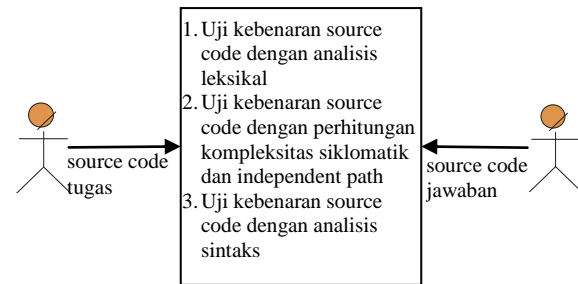 source code
tugas
1. Uji kebenaran source
code dengan analisis
leksikal
2. Uji kebenaran source
code dengan perhitungan
kompleksitas siklomatik
dan independent path
3. Uji kebenaran source
code dengan analisis
sintaks
source code
jawaban